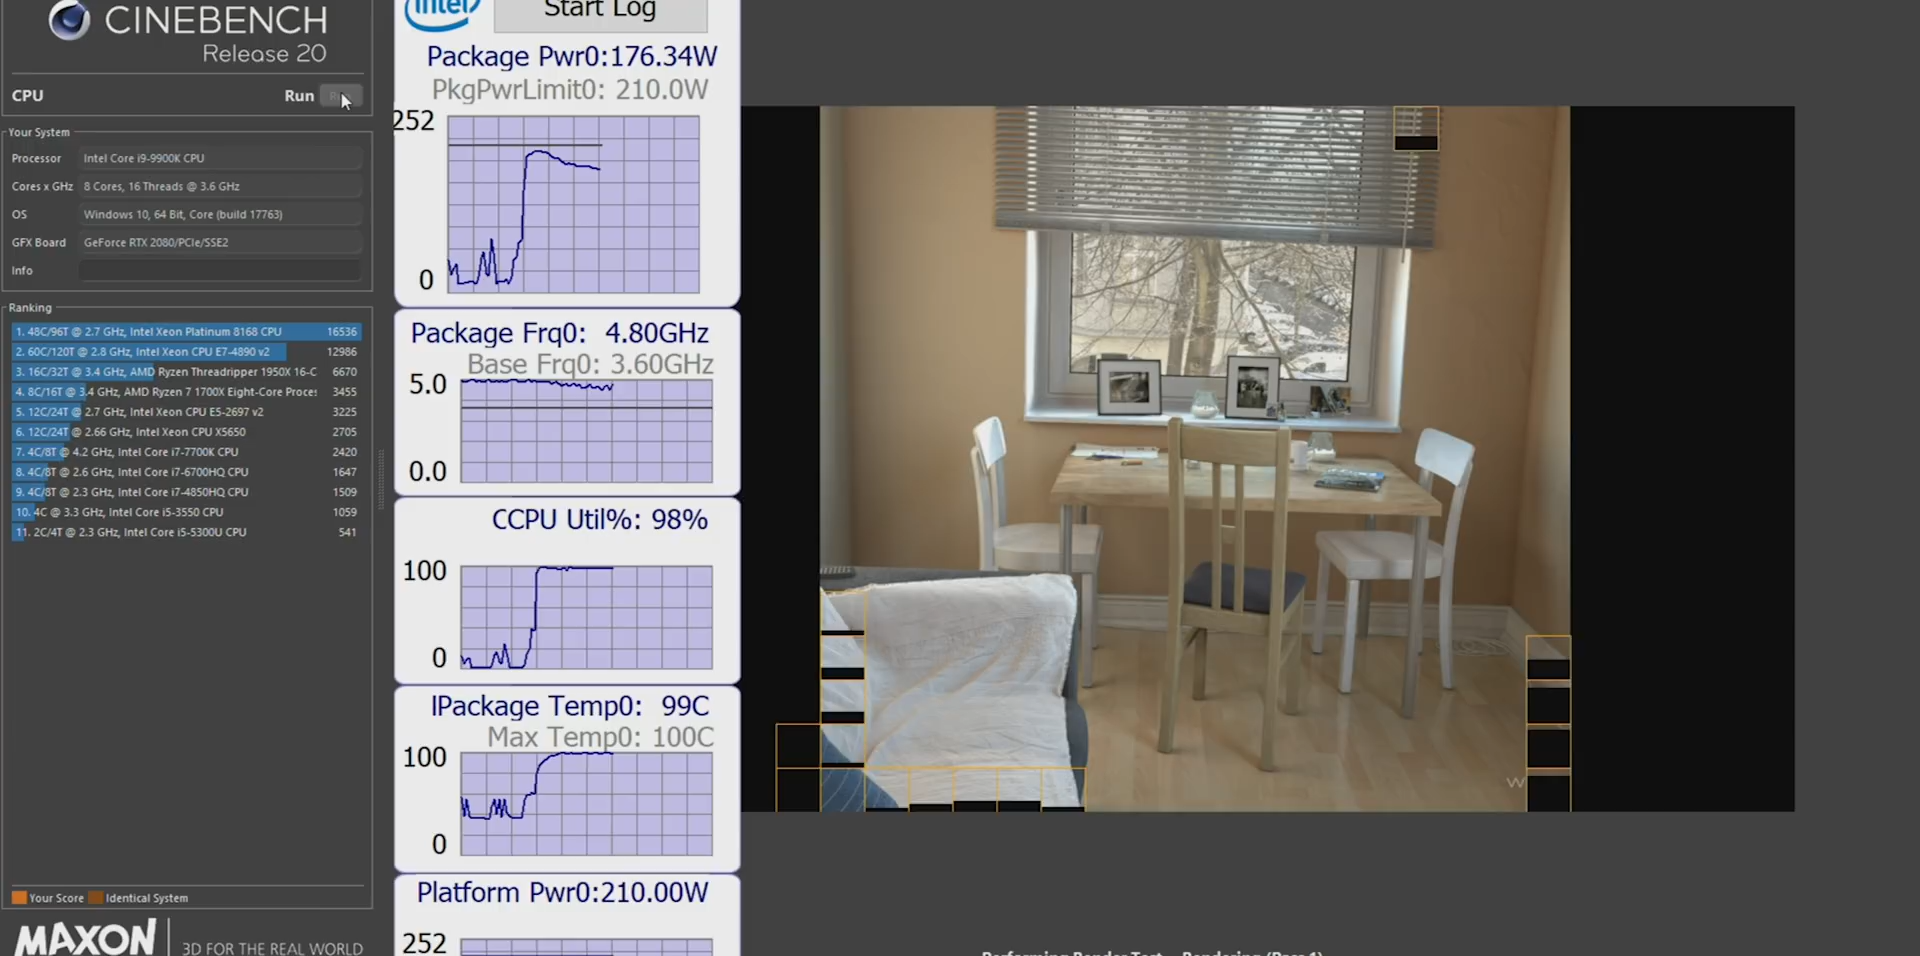 CINEBENCH
Release 20
CPU
Run
Your System
Processor Intel Core i9-9900K CPU
Cores x GHz 8 Cores, 16 Threads @ 3.6 GHz
OS Windows 10, 64 Bit, Core (build 17763)
GFX Board GeForce RTX 2080/PCIe/SSE2
Info
Ranking
1. 48C/96T @ 2.7 GHz, Intel Xeon Platinum 8168 CPU 16536
2. 60C/120T @ 2.8 GHz, Intel Xeon CPU E7-4890 v2 12986
3. 16C/32T @ 3.4 GHz, AMD Ryzen Threadripper 1950X 16-C 6670
4. 8C/16T @ 3.4 GHz, AMD Ryzen 7 1700X Eight-Core Proces 3455
5. 12C/24T @ 2.7 GHz, Intel Xeon CPU E5-2697 v2 3225
6. 12C/24T @ 2.66 GHz, Intel Xeon CPU X5650 2705
7. 4C/8T @ 4.2 GHz, Intel Core i7-7700K CPU 2420
8. 4C/8T @ 2.6 GHz, Intel Core i7-6700HQ CPU 1647
9. 4C/8T @ 2.3 GHz, Intel Core i7-4850HQ CPU 1509
10. 4C @ 3.3 GHz, Intel Core i5-3550 CPU 1059
11. 2C/4T @ 2.3 GHz, Intel Core i5-5300U CPU 541
Your Score Identical System
MAXON 3D FOR THE REAL WORLD
intel
Start Log
Package Pwr0:176.34W
PkgPwrLimit0: 210.0W
252
0
Package Frq0: 4.80GHz
Base Frq0: 3.60GHz
5.0
0.0
CCPU Util%: 98%
100
0
IPackage Temp0: 99C
Max Temp0: 100C
100
0
Platform Pwr0:210.00W
252
W
Performing Render Test... Rendering (Pass 1)